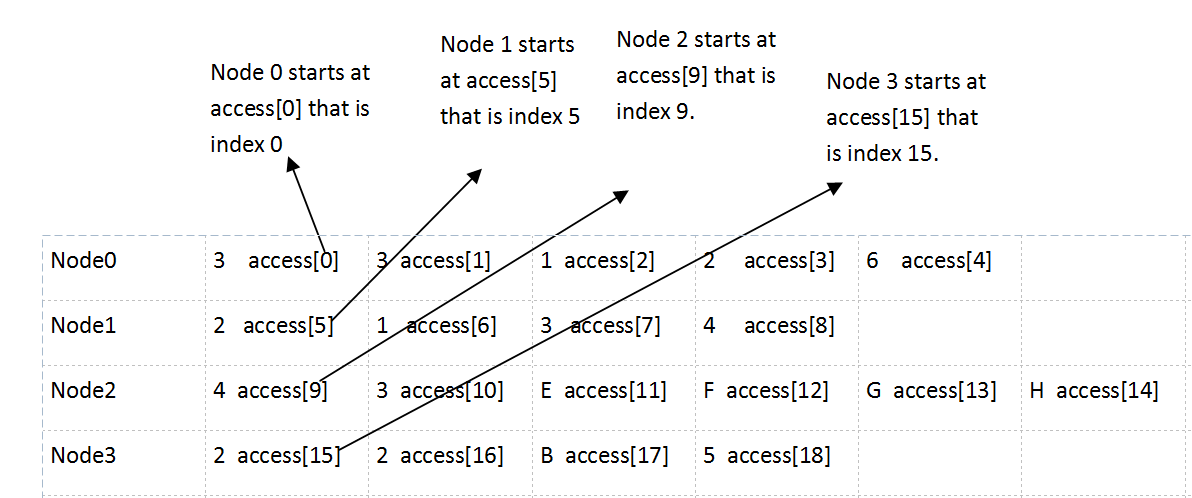 Node 0 starts at
access[0] that is
index 0
Node 1 starts
at access[5]
that is index 5
Node 2 starts at
access[9] that is
index 9.
Node 3 starts at
access[15] that
is index 15.
Node0 3 access[0] 3 access[1] 1 access[2] 2 access[3] 6 access[4]
Node1 2 access[5] 1 access[6] 3 access[7] 4 access[8]
Node2 4 access[9] 3 access[10] E access[11] F access[12] G access[13] H access[14]
Node3 2 access[15] 2 access[16] B access[17] 5 access[18]